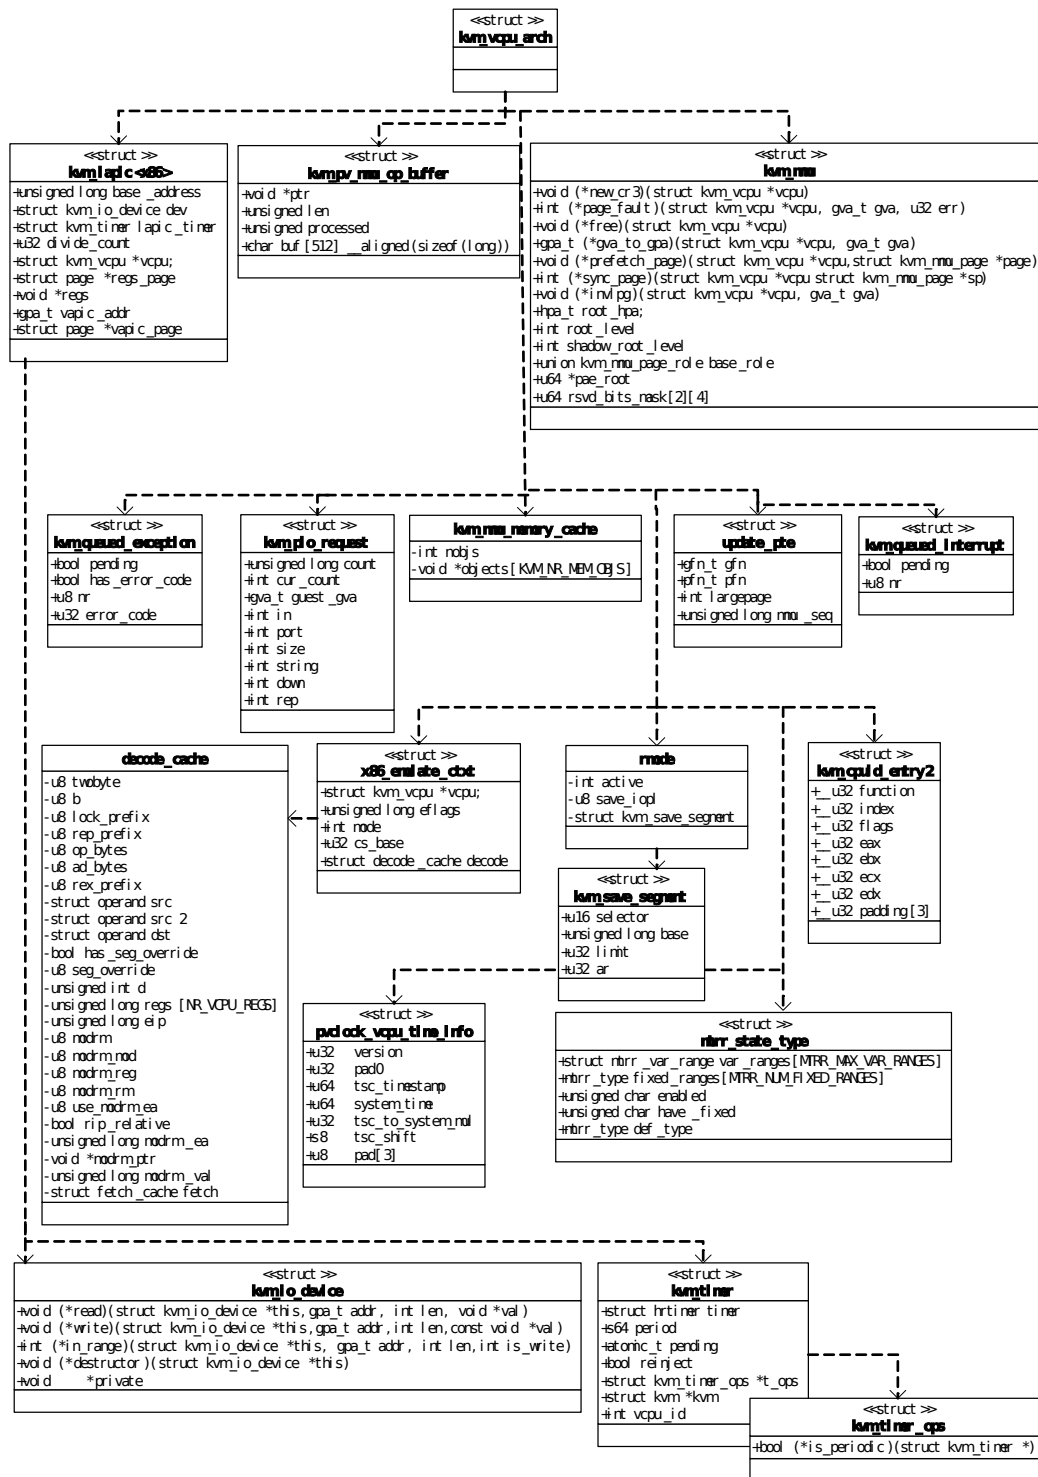 <<struct >>
kvm_vcpu_arch
<<struct >>
kvm_lapic <x86>
+unsigned long base _address
+struct kvm_io_device dev
+struct kvm_timer lapic_timer
+u32 divide_count
+struct kvm_vcpu *vcpu;
+struct page *regs_page
+void *regs
+gpa_t vapic_addr
+struct page *vapic_page
<<struct >>
kvm_pv_mmu_op_buffer
+void *ptr
+unsigned len
+unsigned processed
+char buf [512] __aligned(sizeof(long))
<<struct >>
kvm_mmu
+void (*new_cr3)(struct kvm_vcpu *vcpu)
+int (*page_fault)(struct kvm_vcpu *vcpu, gva_t gva, u32 err)
+void (*free)(struct kvm_vcpu *vcpu)
+gpa_t (*gva_to_gpa)(struct kvm_vcpu *vcpu, gva_t gva)
+void (*prefetch_page)(struct kvm_vcpu *vcpu,struct kvm_mmu_page *page)
+int (*sync_page)(struct kvm_vcpu *vcpu struct kvm_mmu_page *sp)
+void (*invlpg)(struct kvm_vcpu *vcpu, gva_t gva)
+hpa_t root_hpa;
+int root_level
+int shadow_root_level
+union kvm_mmu_page_role base_role
+u64 *pae_root
+u64 rsvd_bits_mask[2][4]
<<struct >>
kvm_queued_exception
+bool pending
+bool has_error_code
+u8 nr
+u32 error_code
<<struct >>
kvm_pio_request
+unsigned long count
+int cur_count
+gva_t guest_gva
+int in
+int port
+int size
+int string
+int down
+int rep
kvm_mmu_memory_cache
-int nobjs
-void *objects[KVM_NR_MEM_OBJS]
<<struct >>
update_pte
+gfn_t gfn
+pfn_t pfn
+int largepage
+unsigned long mmu _seq
<<struct >>
kvm_queued_interrupt
+bool pending
+u8 nr
decode_cache
-u8 twobyte
-u8 b
-u8 lock_prefix
-u8 rep_prefix
-u8 op_bytes
-u8 ad_bytes
-u8 rex_prefix
-struct operand src
-struct operand src 2
-struct operand dst
-bool has_seg_override
-u8 seg_override
-unsigned int d
-unsigned long regs [NR_VCPU_REGS]
-unsigned long eip
-u8 modrm
-u8 modrm_mod
-u8 modrm_reg
-u8 modrm_rm
-u8 use_modrm_ea
-bool rip_relative
-unsigned long modrm_ea
-void *modrm_ptr
-unsigned long modrm_val
-struct fetch _cache fetch
<<struct >>
x86_emulate_ctxt
+struct kvm_vcpu *vcpu;
+unsigned long eflags
+int mode
+u32 cs_base
+struct decode _cache decode
rmode
-int active
-u8 save_iopl
-struct kvm_save_segment
<<struct >>
kvm_cpuid_entry2
+__u32 function
+__u32 index
+__u32 flags
+__u32 eax
+__u32 ebx
+__u32 ecx
+__u32 edx
+__u32 padding[3]
<<struct >>
kvm_save_segment
+u16 selector
+unsigned long base
+u32 limit
+u32 ar
<<struct >>
pvclock_vcpu_time_info
+u32 version
+u32 pad0
+u64 tsc_timestamp
+u64 system_time
+u32 tsc_to_system_mul
+s8 tsc_shift
+u8 pad[3]
<<struct >>
mtrr_state_type
+struct mtrr _var_range var_ranges[MTRR_MAX_VAR_RANGES]
+mtrr_type fixed_ranges[MTRR_NUM_FIXED_RANGES]
+unsigned char enabled
+unsigned char have _fixed
+mtrr_type def _type
<<struct >>
kvm_io_device
+void (*read)(struct kvm_io_device *this,gpa_t addr, int len, void *val)
+void (*write)(struct kvm_io_device *this,gpa_t addr,int len,const void *val)
+int (*in_range)(struct kvm_io_device *this, gpa_t addr, int len,int is_write)
+void (*destructor)(struct kvm_io_device *this)
+void *private
<<struct >>
kvm_timer
+struct hrtimer timer
+s64 period
+atomic_t pending
+bool reinject
+struct kvm_timer_ops *t_ops
+struct kvm *kvm
+int vcpu_id
<<struct >>
kvm_timer_ops
+bool (*is_periodic)(struct kvm_timer *)